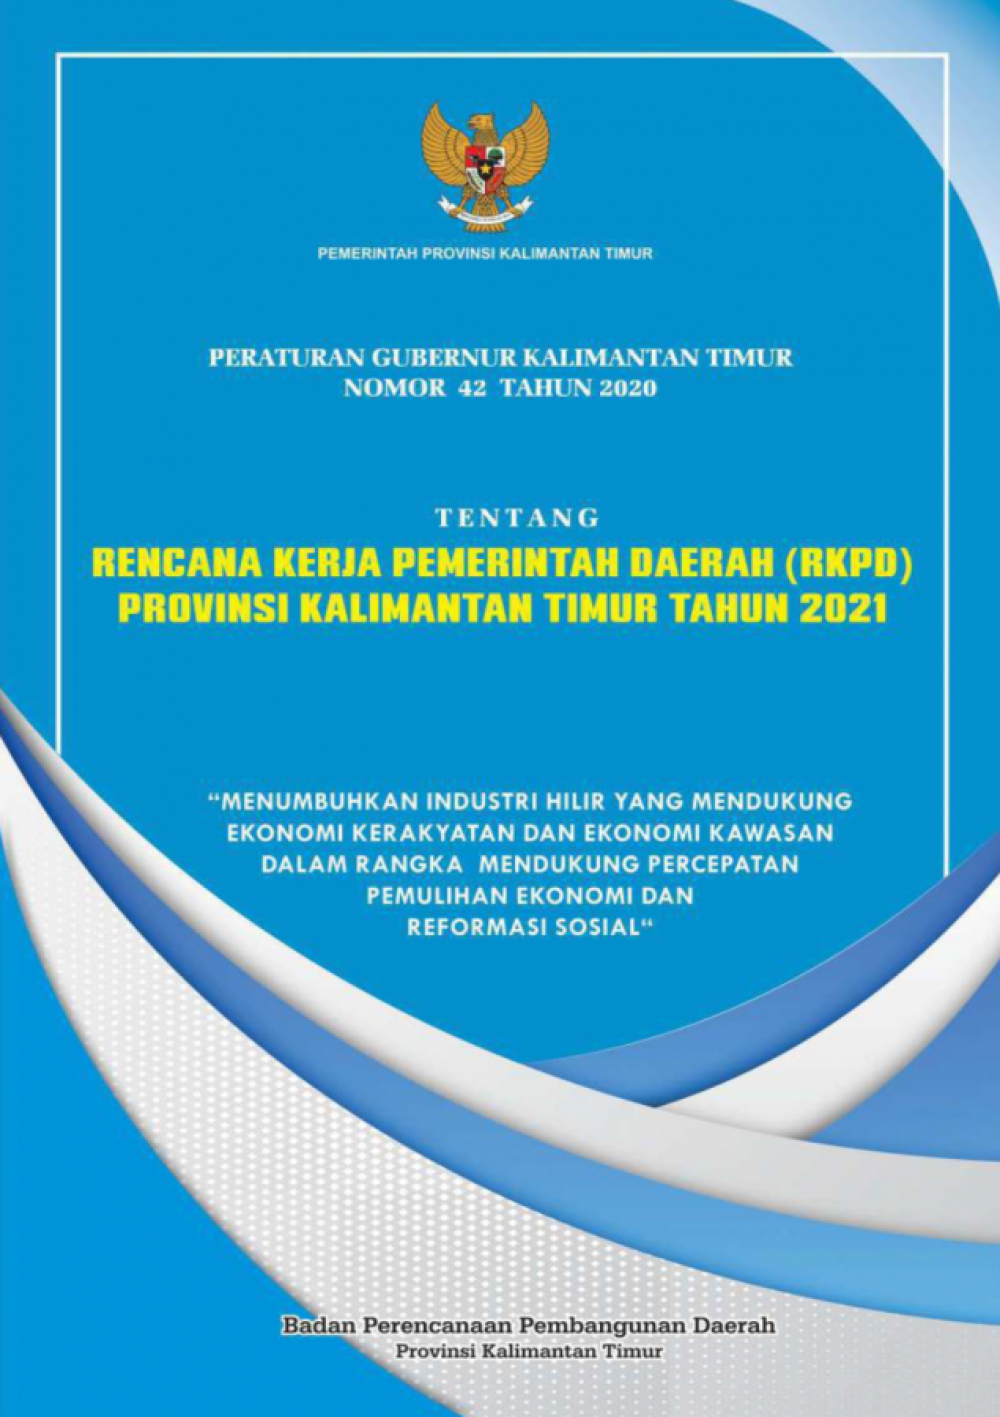 PEMERINTAH PROVINSI KALIMANTAN TIMUR
PERATURAN GUBERNUR KALIMANTAN TIMUR
NOMOR 42 TAHUN 2020
TENTANG
RENCANA KERJA PEMERINTAH DAERAH (RKPD)
PROVINSI KALIMANTAN TIMUR TAHUN 2021
“MENUMBUHKAN INDUSTRI HILIR YANG MENDUKUNG
EKONOMI KERAKYATAN DAN EKONOMI KAWASAN
DALAM RANGKA MENDUKUNG PERCEPATAN
PEMULIHAN EKONOMI DAN
REFORMASI SOSIAL“
Badan Perencanaan Pembangunan Daerah
Provinsi Kalimantan Timur